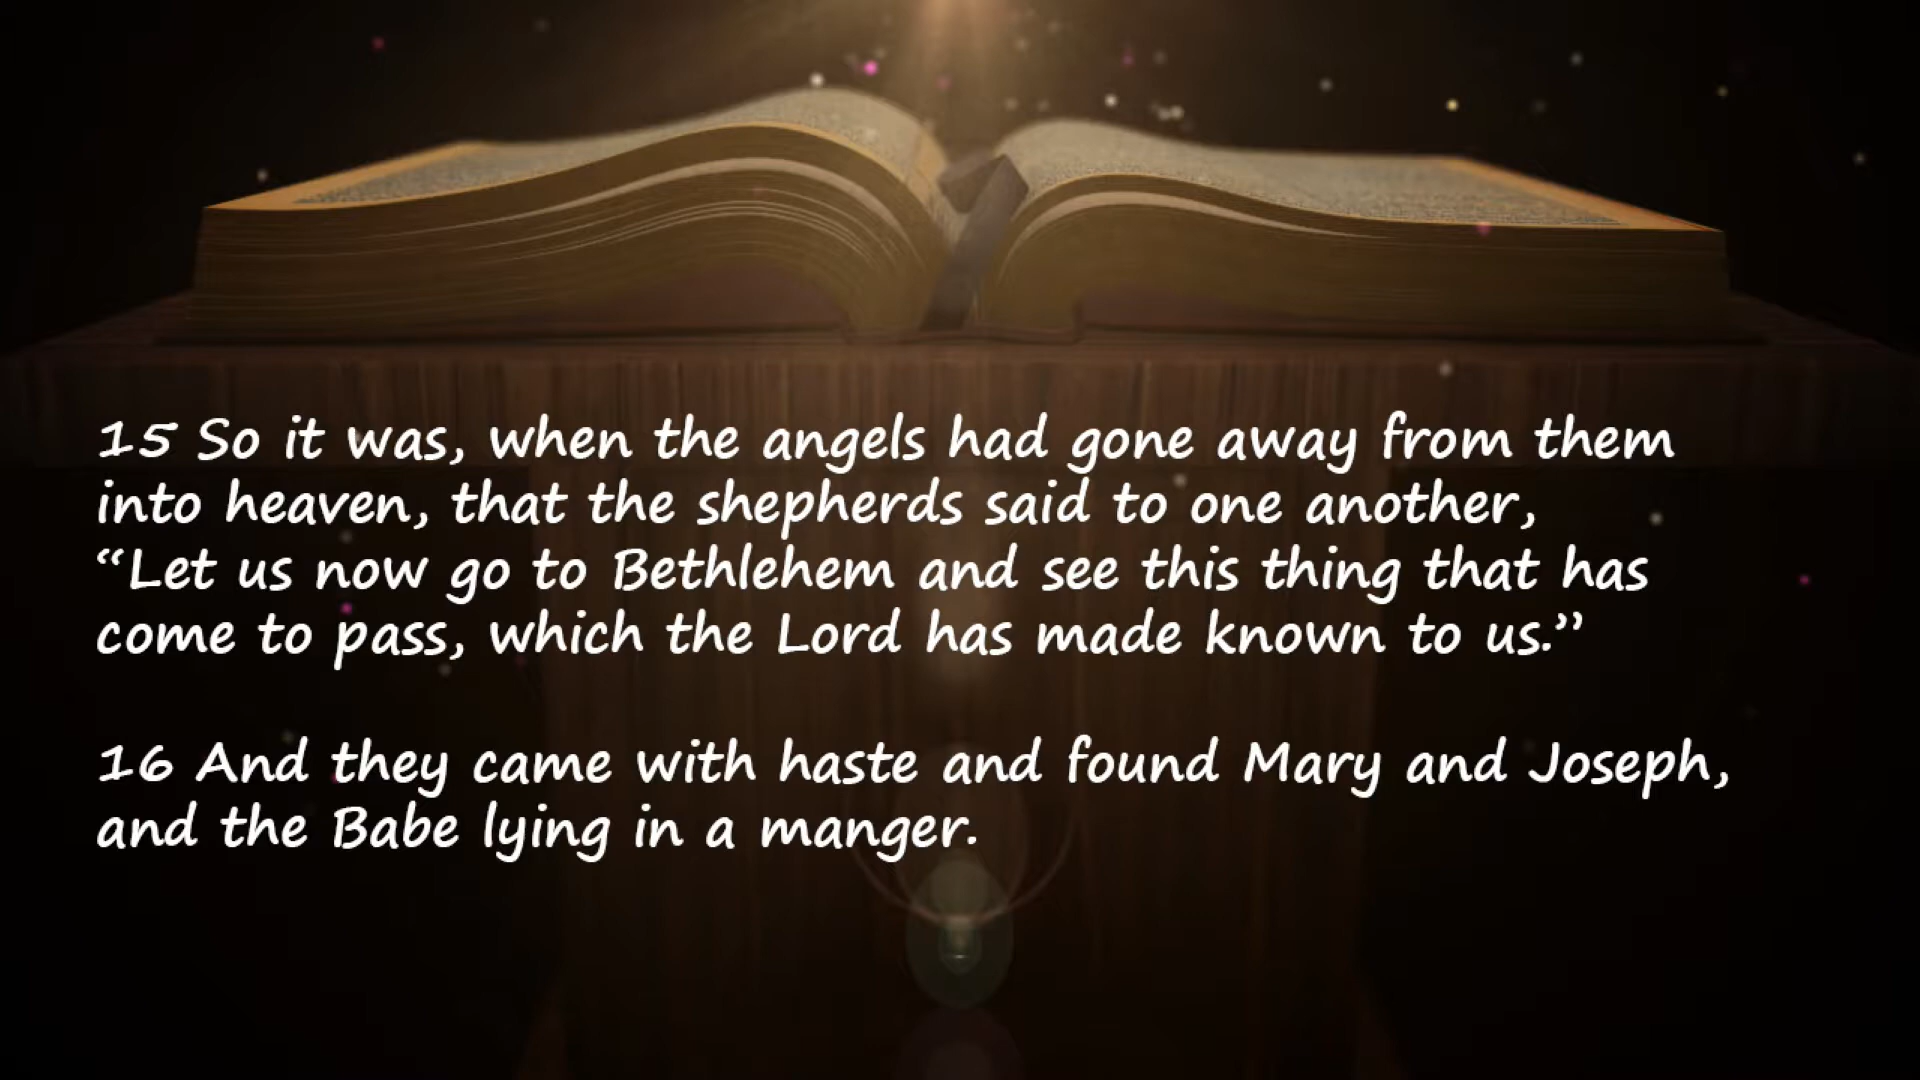 15 So it was, when the angels had gone away from them
into heaven, that the shepherds said to one another,
“Let us now go to Bethlehem and see this thing that has
come to pass, which the Lord has made known to us.”
16 And they came with haste and found Mary and Joseph,
and the Babe lying in a manger.